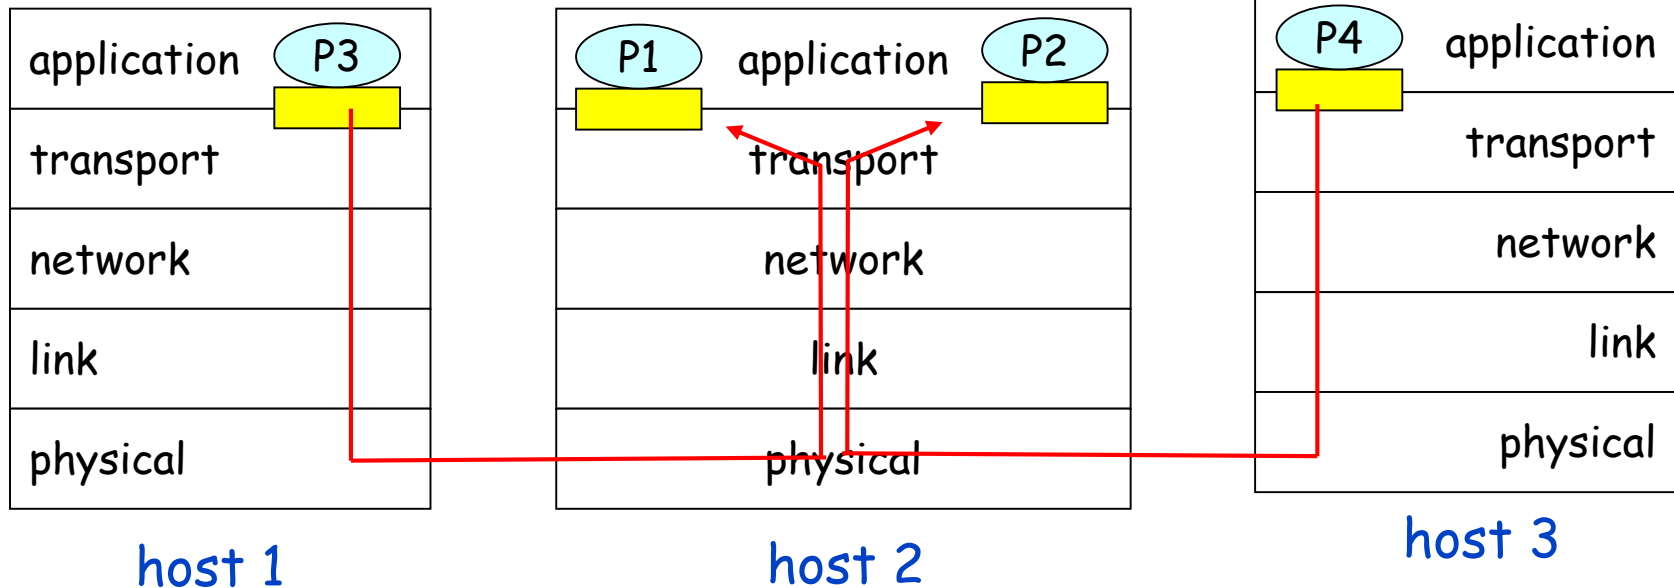 application P3
transport
network
link
physical
host 1
P1 application P2
transport
network
link
physical
host 2
P4 application
transport
network
link
physical
host 3